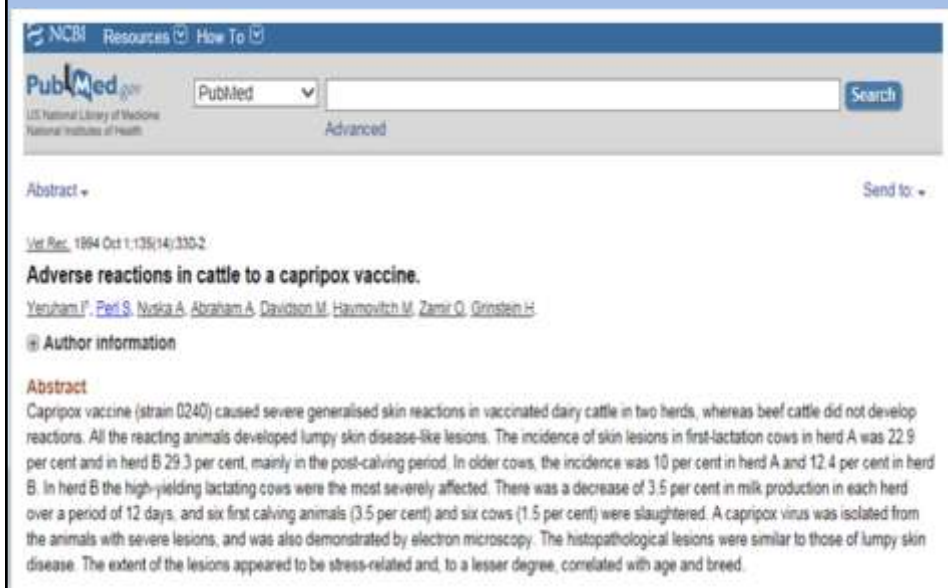 NCBI Resources How To
PubMed.gov
US National Library of Medicine
National Institutes of Health
PubMed
Search
Advanced
Abstract
Send to:
Vet Rec. 1994 Oct 1;135(14):330-2.
Adverse reactions in cattle to a capripox vaccine.
Yeruham I1, Perl S, Nyska A, Abraham A, Davidson M, Haymovitch M, Zamir O, Grinstein H.
Author information
Abstract
Capripox vaccine (strain 0240) caused severe generalised skin reactions in vaccinated dairy cattle in two herds, whereas beef cattle did not develop
reactions. All the reacting animals developed lumpy skin disease-like lesions. The incidence of skin lesions in first-lactation cows in herd A was 22.9
per cent and in herd B 29.3 per cent, mainly in the post-calving period. In older cows, the incidence was 10 per cent in herd A and 12.4 per cent in herd
B. In herd B the high-yielding lactating cows were the most severely affected. There was a decrease of 3.5 per cent in milk production in each herd
over a period of 12 days, and six first calving animals (3.5 per cent) and six cows (1.5 per cent) were slaughtered. A capripox virus was isolated from
the animals with severe lesions, and was also demonstrated by electron microscopy. The histopathological lesions were similar to those of lumpy skin
disease. The extent of the lesions appeared to be stress-related and, to a lesser degree, correlated with age and breed.